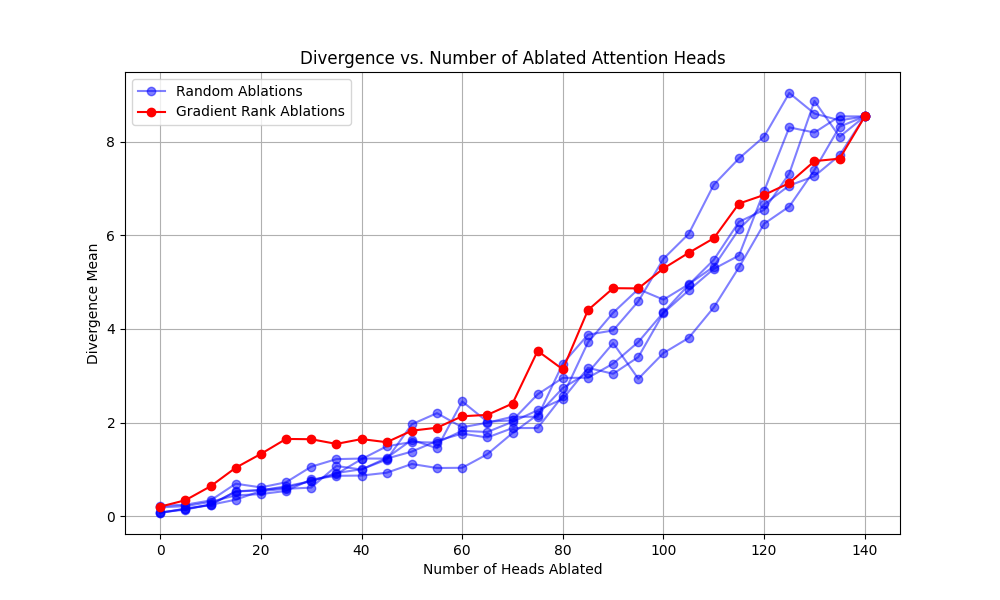 Divergence vs. Number of Ablated Attention Heads
Random Ablations
Gradient Rank Ablations
Divergence Mean
8
6
4
2
0
0 20 40 60 80 100 120 140
Number of Heads Ablated